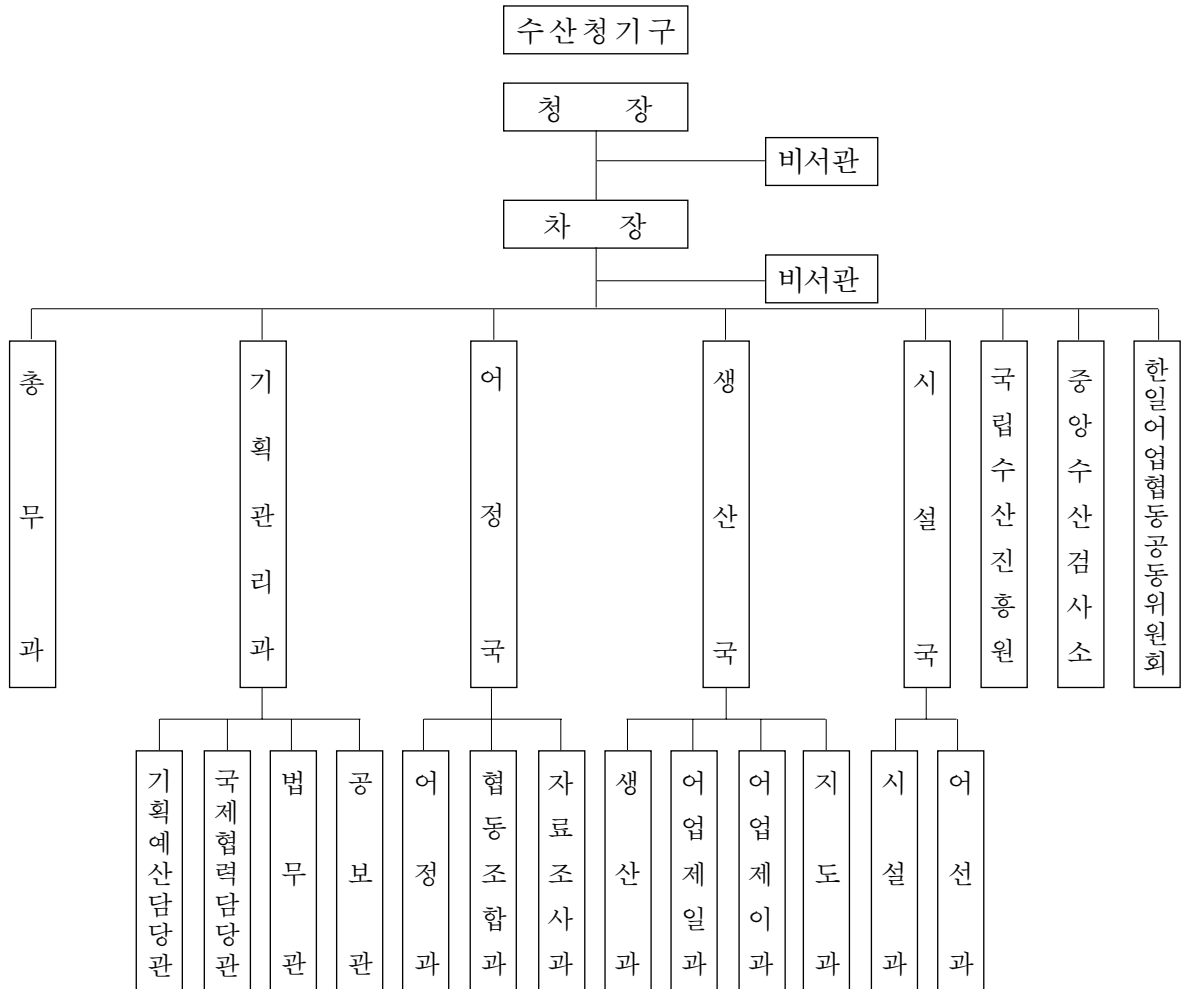 수산청기구
청 장
비서관
차 장
비서관
총무과
기획관리과
어정국
생산국
시설국
국립수산진흥원
중앙수산검사소
한일어업협동공동위원회
기획예산담당관
국제협력담당관
법무관
공보관
어정과
협동조합과
자료조사과
생산과
어업제일과
어업제이과
지도과
시설과
어선과